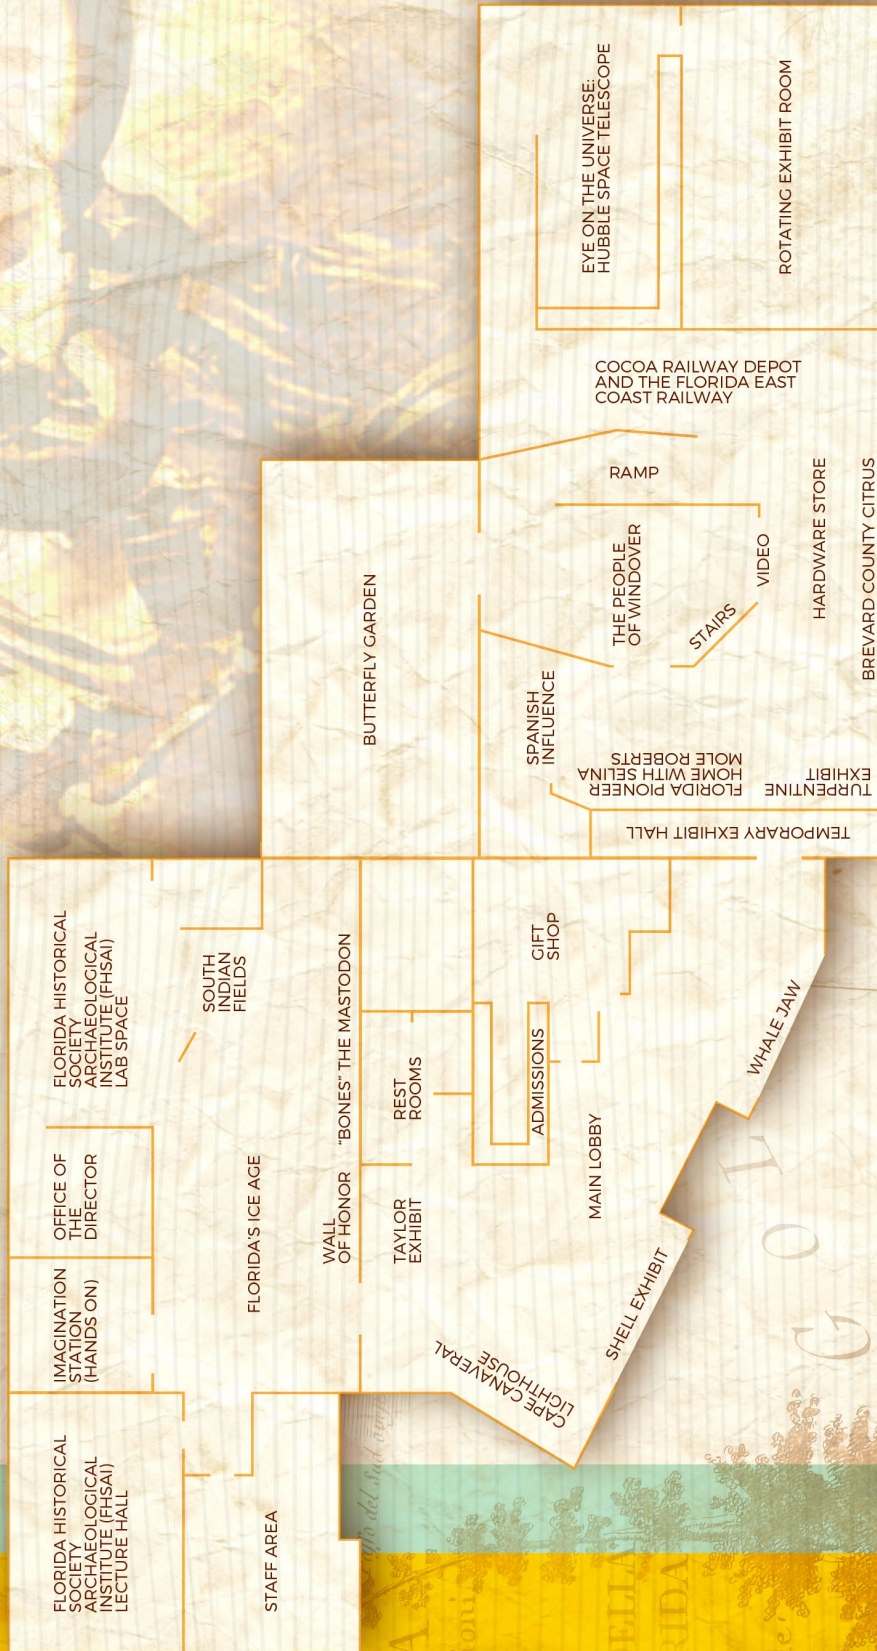 EYE ON THE UNIVERSE:
HUBBLE SPACE TELESCOPE
ROTATING EXHIBIT ROOM
COCOA RAILWAY DEPOT
AND THE FLORIDA EAST
COAST RAILWAY
RAMP
THE PEOPLE
OF WINDOVER
VIDEO
STAIRS
HARDWARE STORE
BREVARD COUNTY CITRUS
BUTTERFLY GARDEN
SPANISH
INFLUENCE
FLORIDA PIONEER
HOME WITH SELINA
MOLE ROBERTS
TURPENTINE
EXHIBIT
TEMPORARY EXHIBIT HALL
FLORIDA HISTORICAL
SOCIETY
ARCHAEOLOGICAL
INSTITUTE (FHSAI)
LAB SPACE
SOUTH
INDIAN
FIELDS
"BONES" THE MASTODON
GIFT
SHOP
REST
ROOMS
ADMISSIONS
WHALE JAW
MAIN LOBBY
OFFICE OF
THE
DIRECTOR
FLORIDA'S ICE AGE
WALL
OF HONOR
TAYLOR
EXHIBIT
SHELL EXHIBIT
IMAGINATION
STATION
(HANDS ON)
CAPE CANAVERAL
LIGHTHOUSE
FLORIDA HISTORICAL
SOCIETY
ARCHAEOLOGICAL
INSTITUTE (FHSAI)
LECTURE HALL
STAFF AREA
G O L